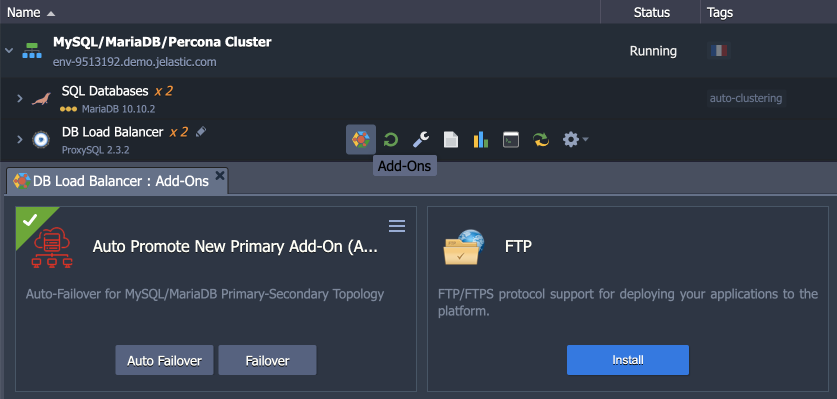 Name Status Tags
MySQL/MariaDB/Percona Cluster
env-9513192.demo.jelastic.com
Running
SQL Databases x 2
MariaDB 10.10.2
auto-clustering
DB Load Balancer x 2
ProxySQL 2.3.2
Add-Ons
DB Load Balancer : Add-Ons
Auto Promote New Primary Add-On (A...
Auto-Failover for MySQL/MariaDB Primary-Secondary Topology
Auto Failover Failover
FTP
FTP/FTPS protocol support for deploying your applications to the
platform.
Install